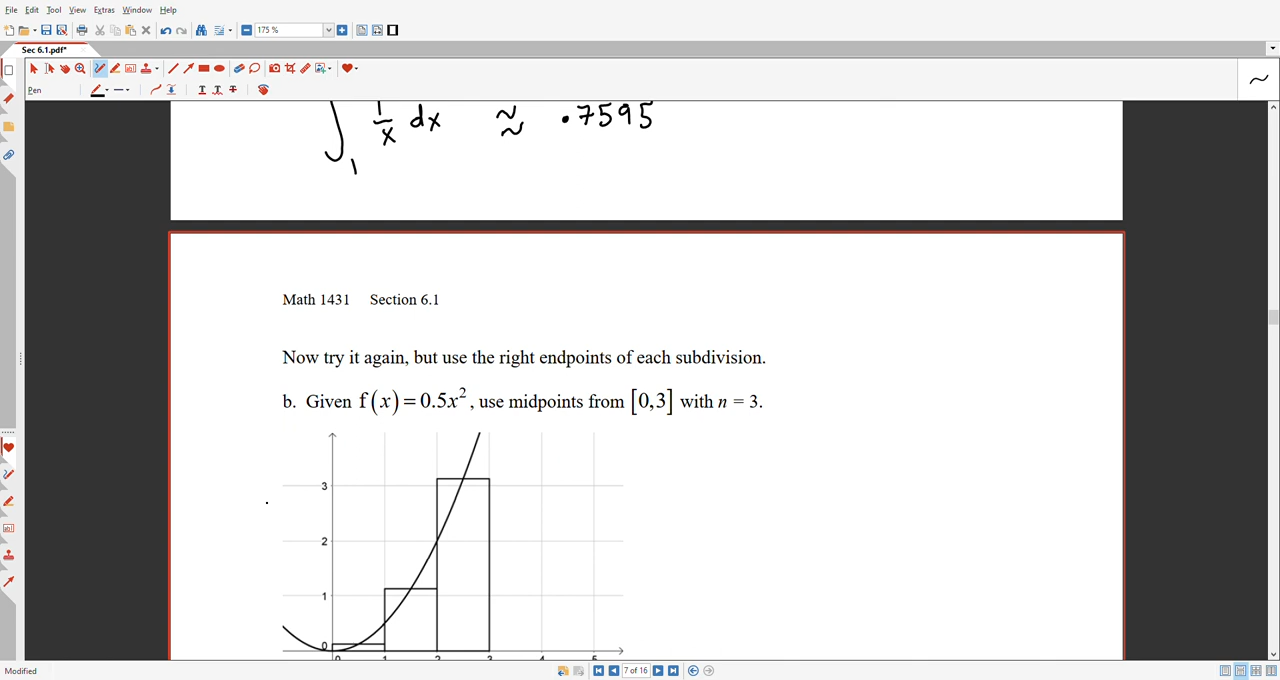 File Edit Tool View Extras Window Help
175 %
Sec 6.1.pdf*
Pen
∫ 1 1/x dx ≈ .7595
Math 1431 Section 6.1
Now try it again, but use the right endpoints of each subdivision.
b. Given f(x)=0.5x², use midpoints from [0,3] with n = 3.
3
2
1
0
0 1 2 3 4 5
Modified
7 of 16